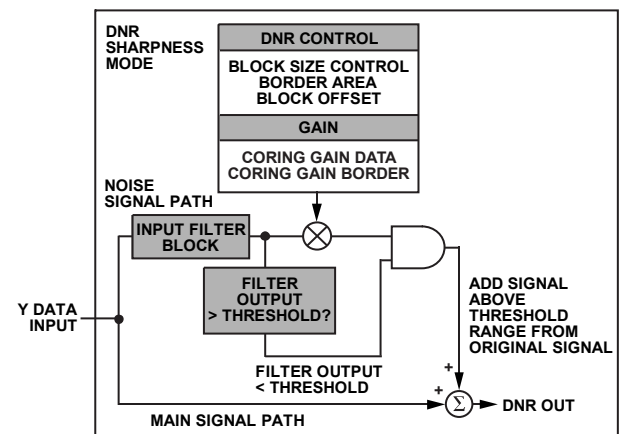 DNR
SHARPNESS
MODE
DNR CONTROL
BLOCK SIZE CONTROL
BORDER AREA
BLOCK OFFSET
GAIN
CORING GAIN DATA
CORING GAIN BORDER
NOISE
SIGNAL PATH
INPUT FILTER
BLOCK
FILTER
OUTPUT
> THRESHOLD?
Y DATA
INPUT
ADD SIGNAL
ABOVE
THRESHOLD
RANGE FROM
ORIGINAL SIGNAL
FILTER OUTPUT
< THRESHOLD
+
+
Σ
DNR OUT
MAIN SIGNAL PATH